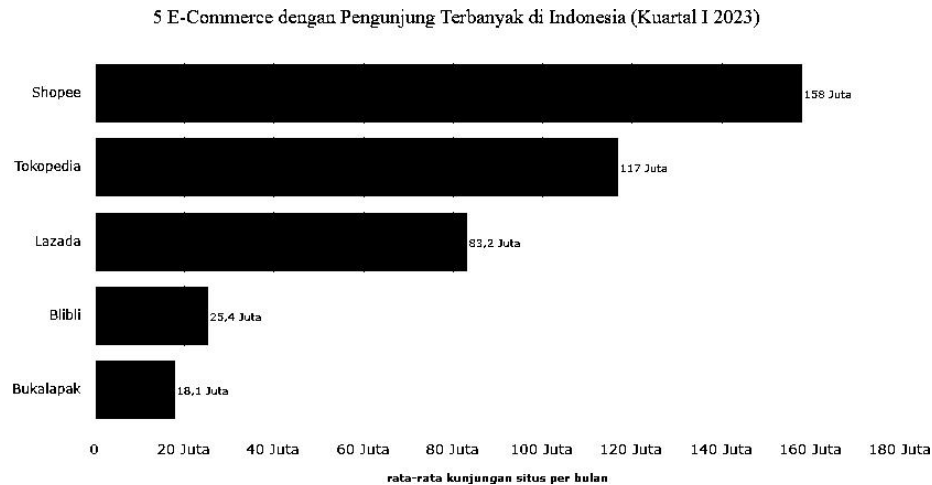 5 E-Commerce dengan Pengunjung Terbanyak di Indonesia (Kuartal I 2023)
Shopee
158 Juta
Tokopedia
117 Juta
Lazada
83,2 Juta
Blibli
25,4 Juta
Bukalapak
18,1 Juta
0 20 Juta 40 Juta 60 Juta 80 Juta 100 Juta 120 Juta 140 Juta 160 Juta 180 Juta
rata-rata kunjungan situs per bulan